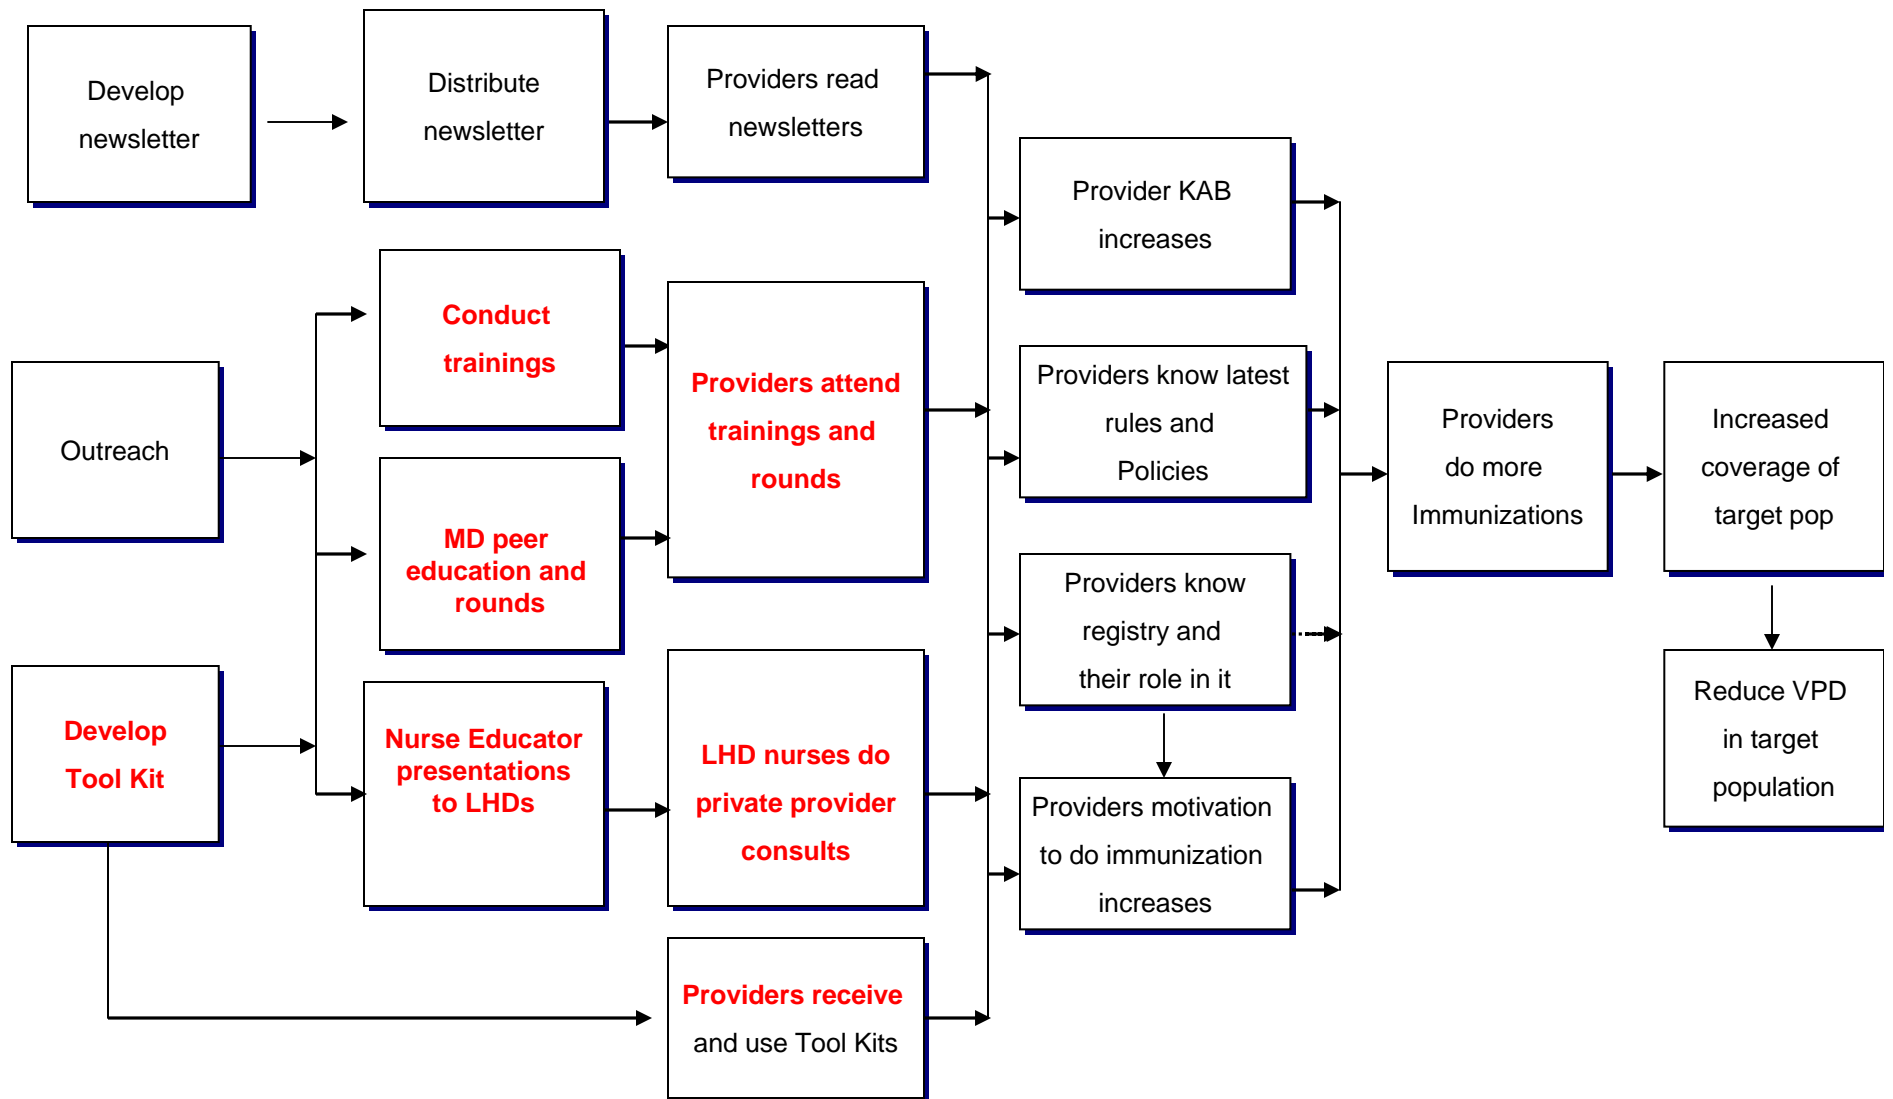 Develop
newsletter
Distribute
newsletter
Providers read
newsletters
Provider KAB
increases
Outreach
Conduct
trainings
Providers attend
trainings and
rounds
MD peer
education and
rounds
Providers know latest
rules and
Policies
Providers
do more
Immunizations
Increased
coverage of
target pop
Providers know
registry and
their role in it
Develop
Tool Kit
Nurse Educator
presentations
to LHDs
LHD nurses do
private provider
consults
Providers motivation
to do immunization
increases
Reduce VPD
in target
population
Providers receive
and use Tool Kits